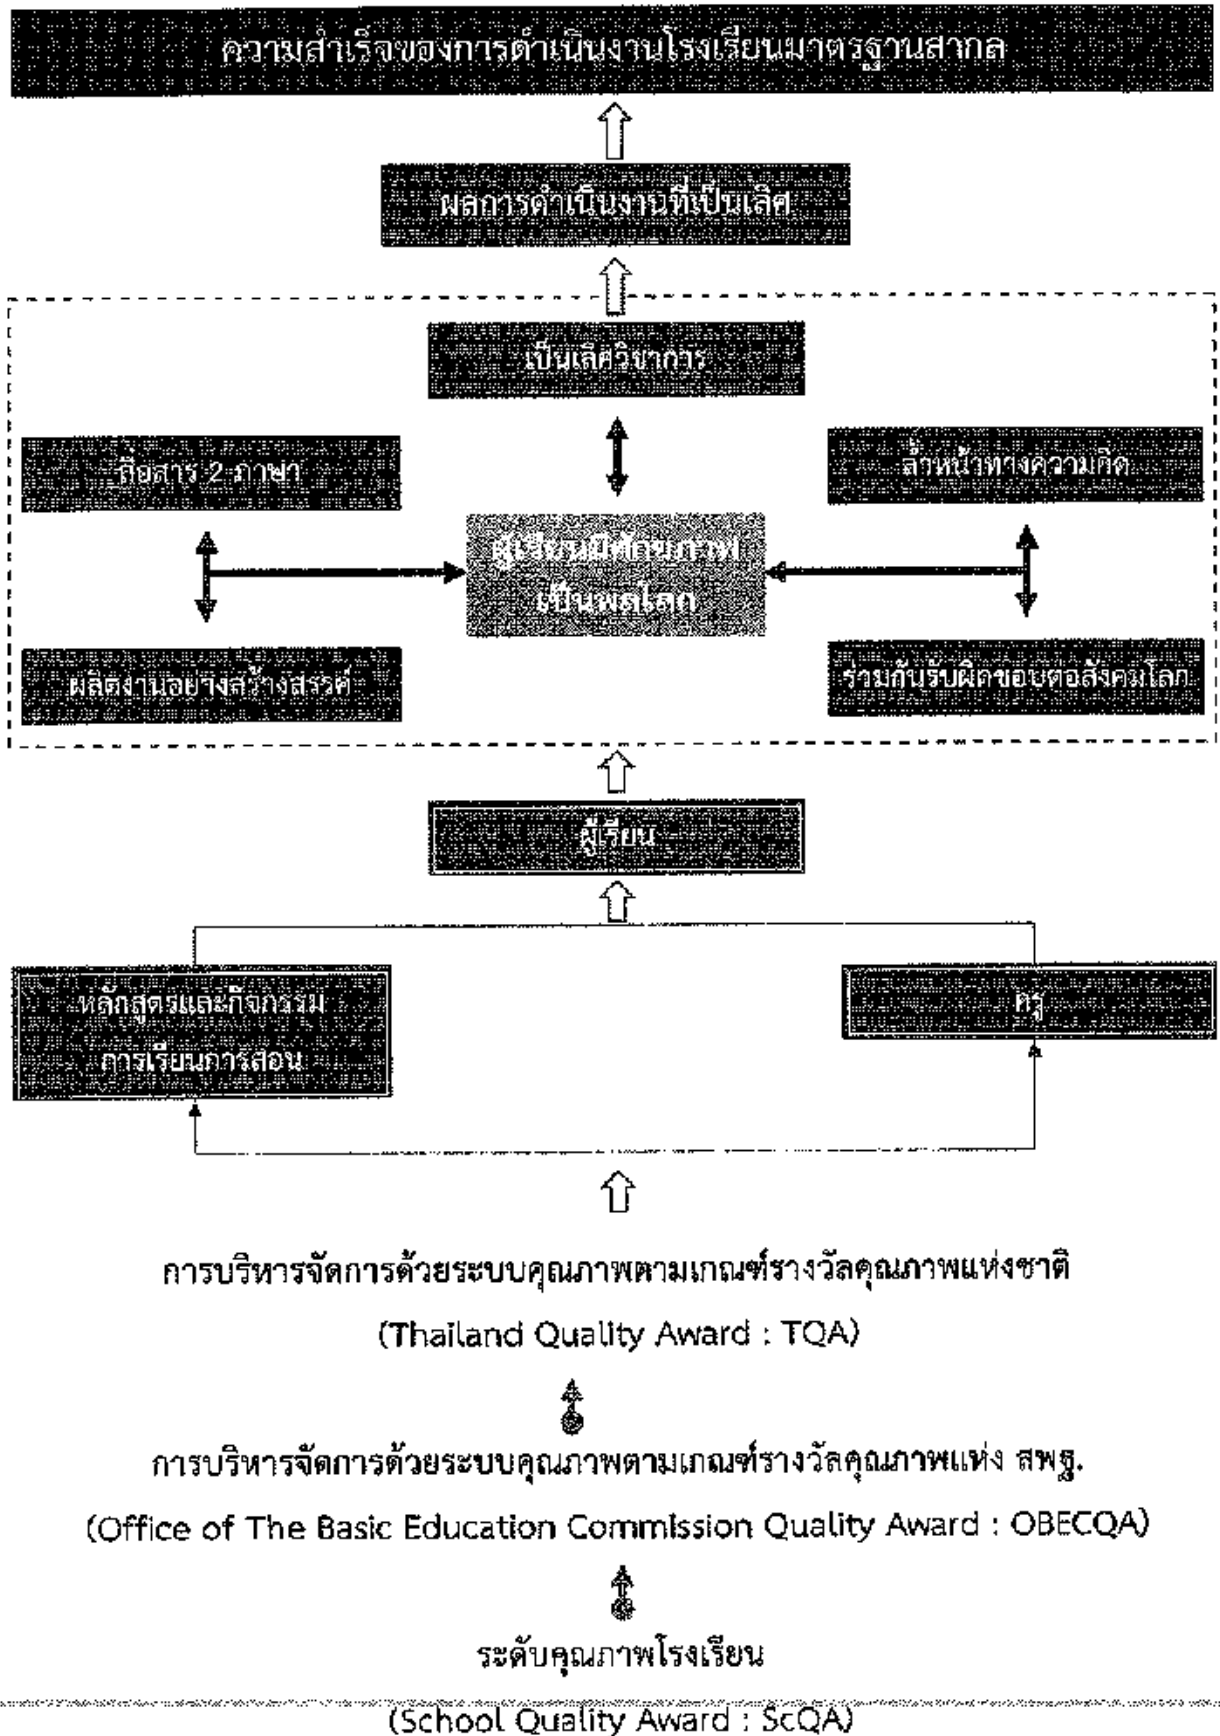 ความสำเร็จของการดำเนินงานโรงเรียนมาตรฐานสากล
ผลการดำเนินงานที่เป็นเลิศ
เป็นเลิศวิชาการ
สื่อสาร 2 ภาษา
ล้ำหน้าทางความคิด
ผู้เรียนมีศักยภาพ
เป็นพลโลก
ผลิตงานอย่างสร้างสรรค์
ร่วมกันรับผิดชอบต่อสังคมโลก
ผู้เรียน
หลักสูตรและกิจกรรม
การเรียนการสอน
ครู
การบริหารจัดการด้วยระบบคุณภาพตามเกณฑ์รางวัลคุณภาพแห่งชาติ
(Thailand Quality Award : TQA)
การบริหารจัดการด้วยระบบคุณภาพตามเกณฑ์รางวัลคุณภาพแห่ง สพฐ.
(Office of The Basic Education Commission Quality Award : OBECQA)
ระดับคุณภาพโรงเรียน
(School Quality Award : ScQA)